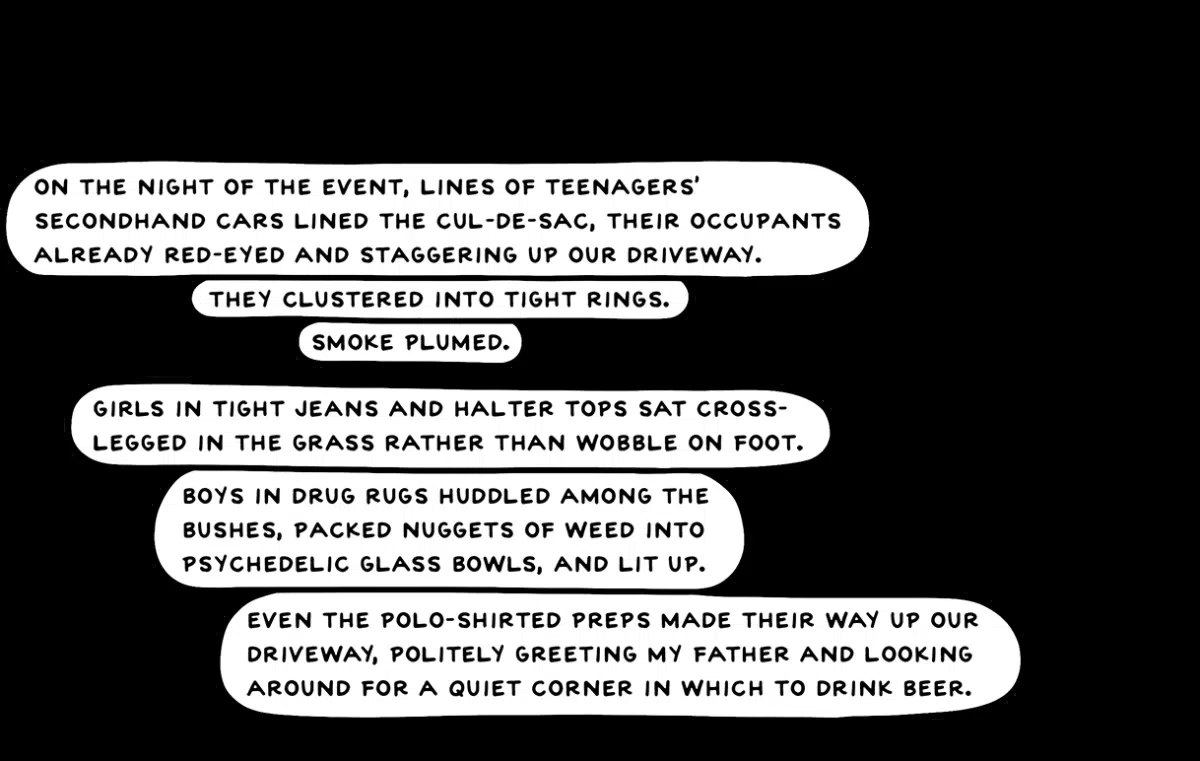 ON THE NIGHT OF THE EVENT, LINES OF TEENAGERS'
SECONDHAND CARS LINED THE CUL-DE-SAC, THEIR OCCUPANTS
ALREADY RED-EYED AND STAGGERING UP OUR DRIVEWAY.
THEY CLUSTERED INTO TIGHT RINGS.
SMOKE PLUMED.
GIRLS IN TIGHT JEANS AND HALTER TOPS SAT CROSS-
LEGGED IN THE GRASS RATHER THAN WOBBLE ON FOOT.
BOYS IN DRUG RUGS HUDDLED AMONG THE
BUSHES, PACKED NUGGETS OF WEED INTO
PSYCHEDELIC GLASS BOWLS, AND LIT UP.
EVEN THE POLO-SHIRTED PREPS MADE THEIR WAY UP OUR
DRIVEWAY, POLITELY GREETING MY FATHER AND LOOKING
AROUND FOR A QUIET CORNER IN WHICH TO DRINK BEER.